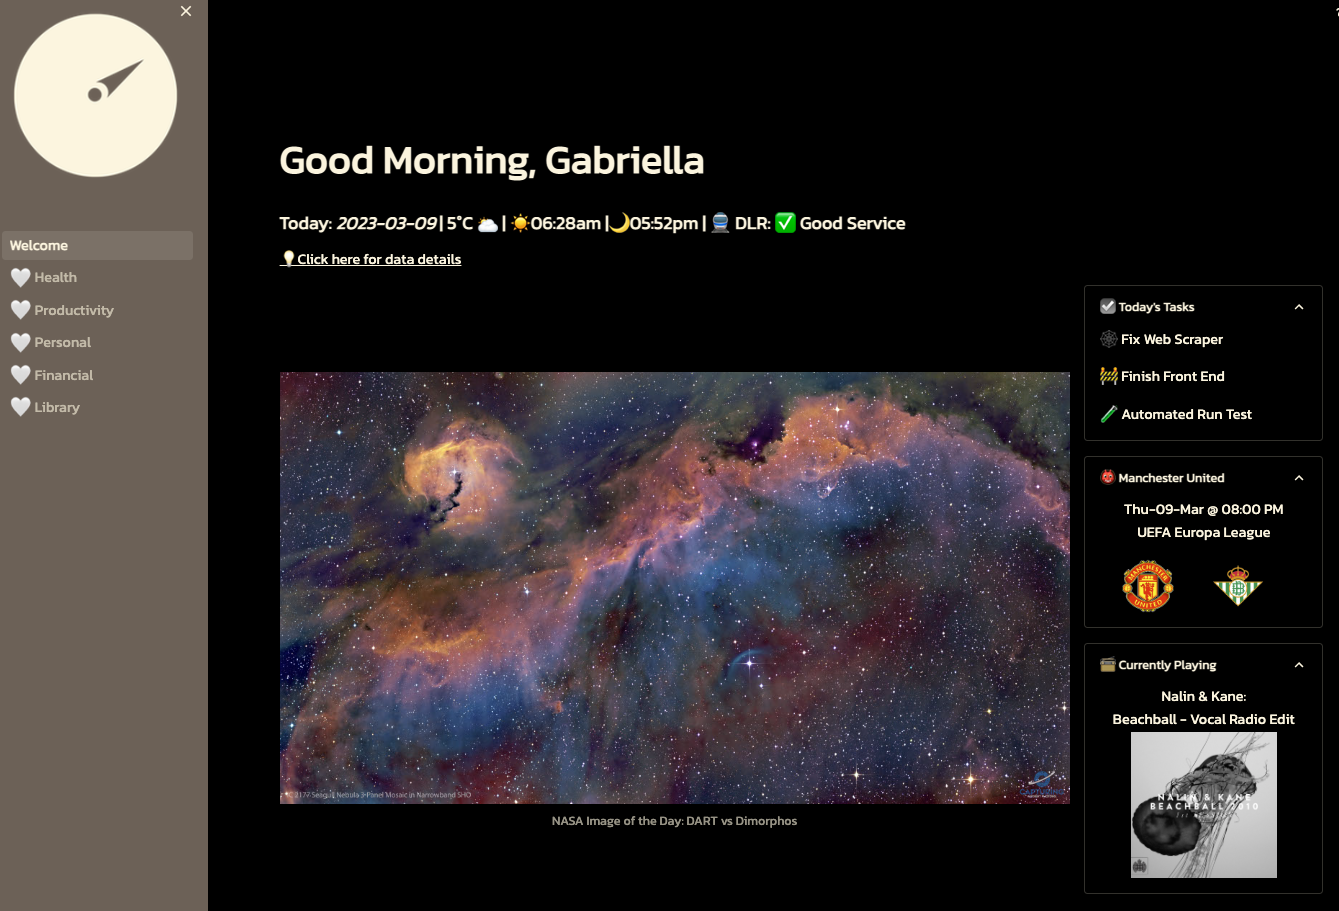 Good Morning, Gabriella
Today: 2023-03-09 | 5°C | 06:28am | 05:52pm | DLR: Good Service
Click here for data details
Welcome
Health
Productivity
Personal
Financial
Library
Today's Tasks
Fix Web Scraper
Finish Front End
Automated Run Test
Manchester United
Thu-09-Mar @ 08:00 PM
UEFA Europa League
MANCHESTER
UNITED
Currently Playing
Nalin & Kane:
Beachball - Vocal Radio Edit
NALIN & KANE
BEACHBALL 2010
IC 2177 Seagull Nebula 3-Panel Mosaic in Narrowband SHO
NASA Image of the Day: DART vs Dimorphos